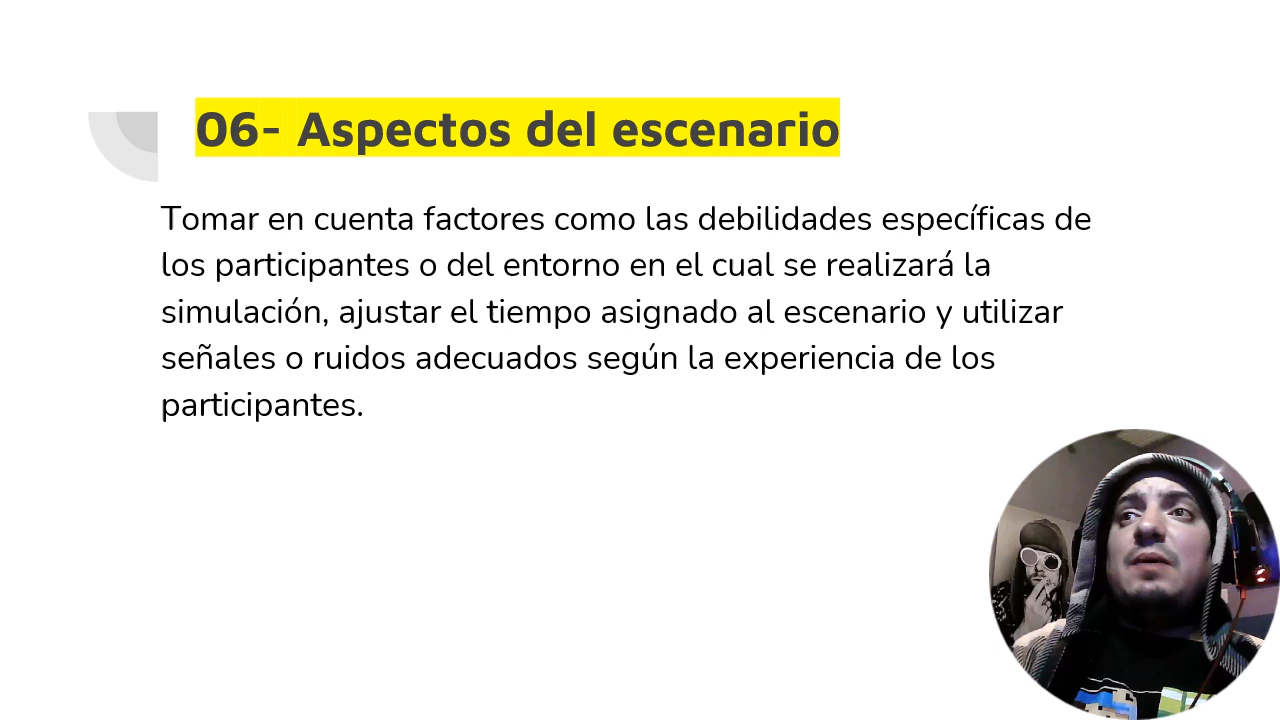 06- Aspectos del escenario
Tomar en cuenta factores como las debilidades específicas de
los participantes o del entorno en el cual se realizará la
simulación, ajustar el tiempo asignado al escenario y utilizar
señales o ruidos adecuados según la experiencia de los
participantes.